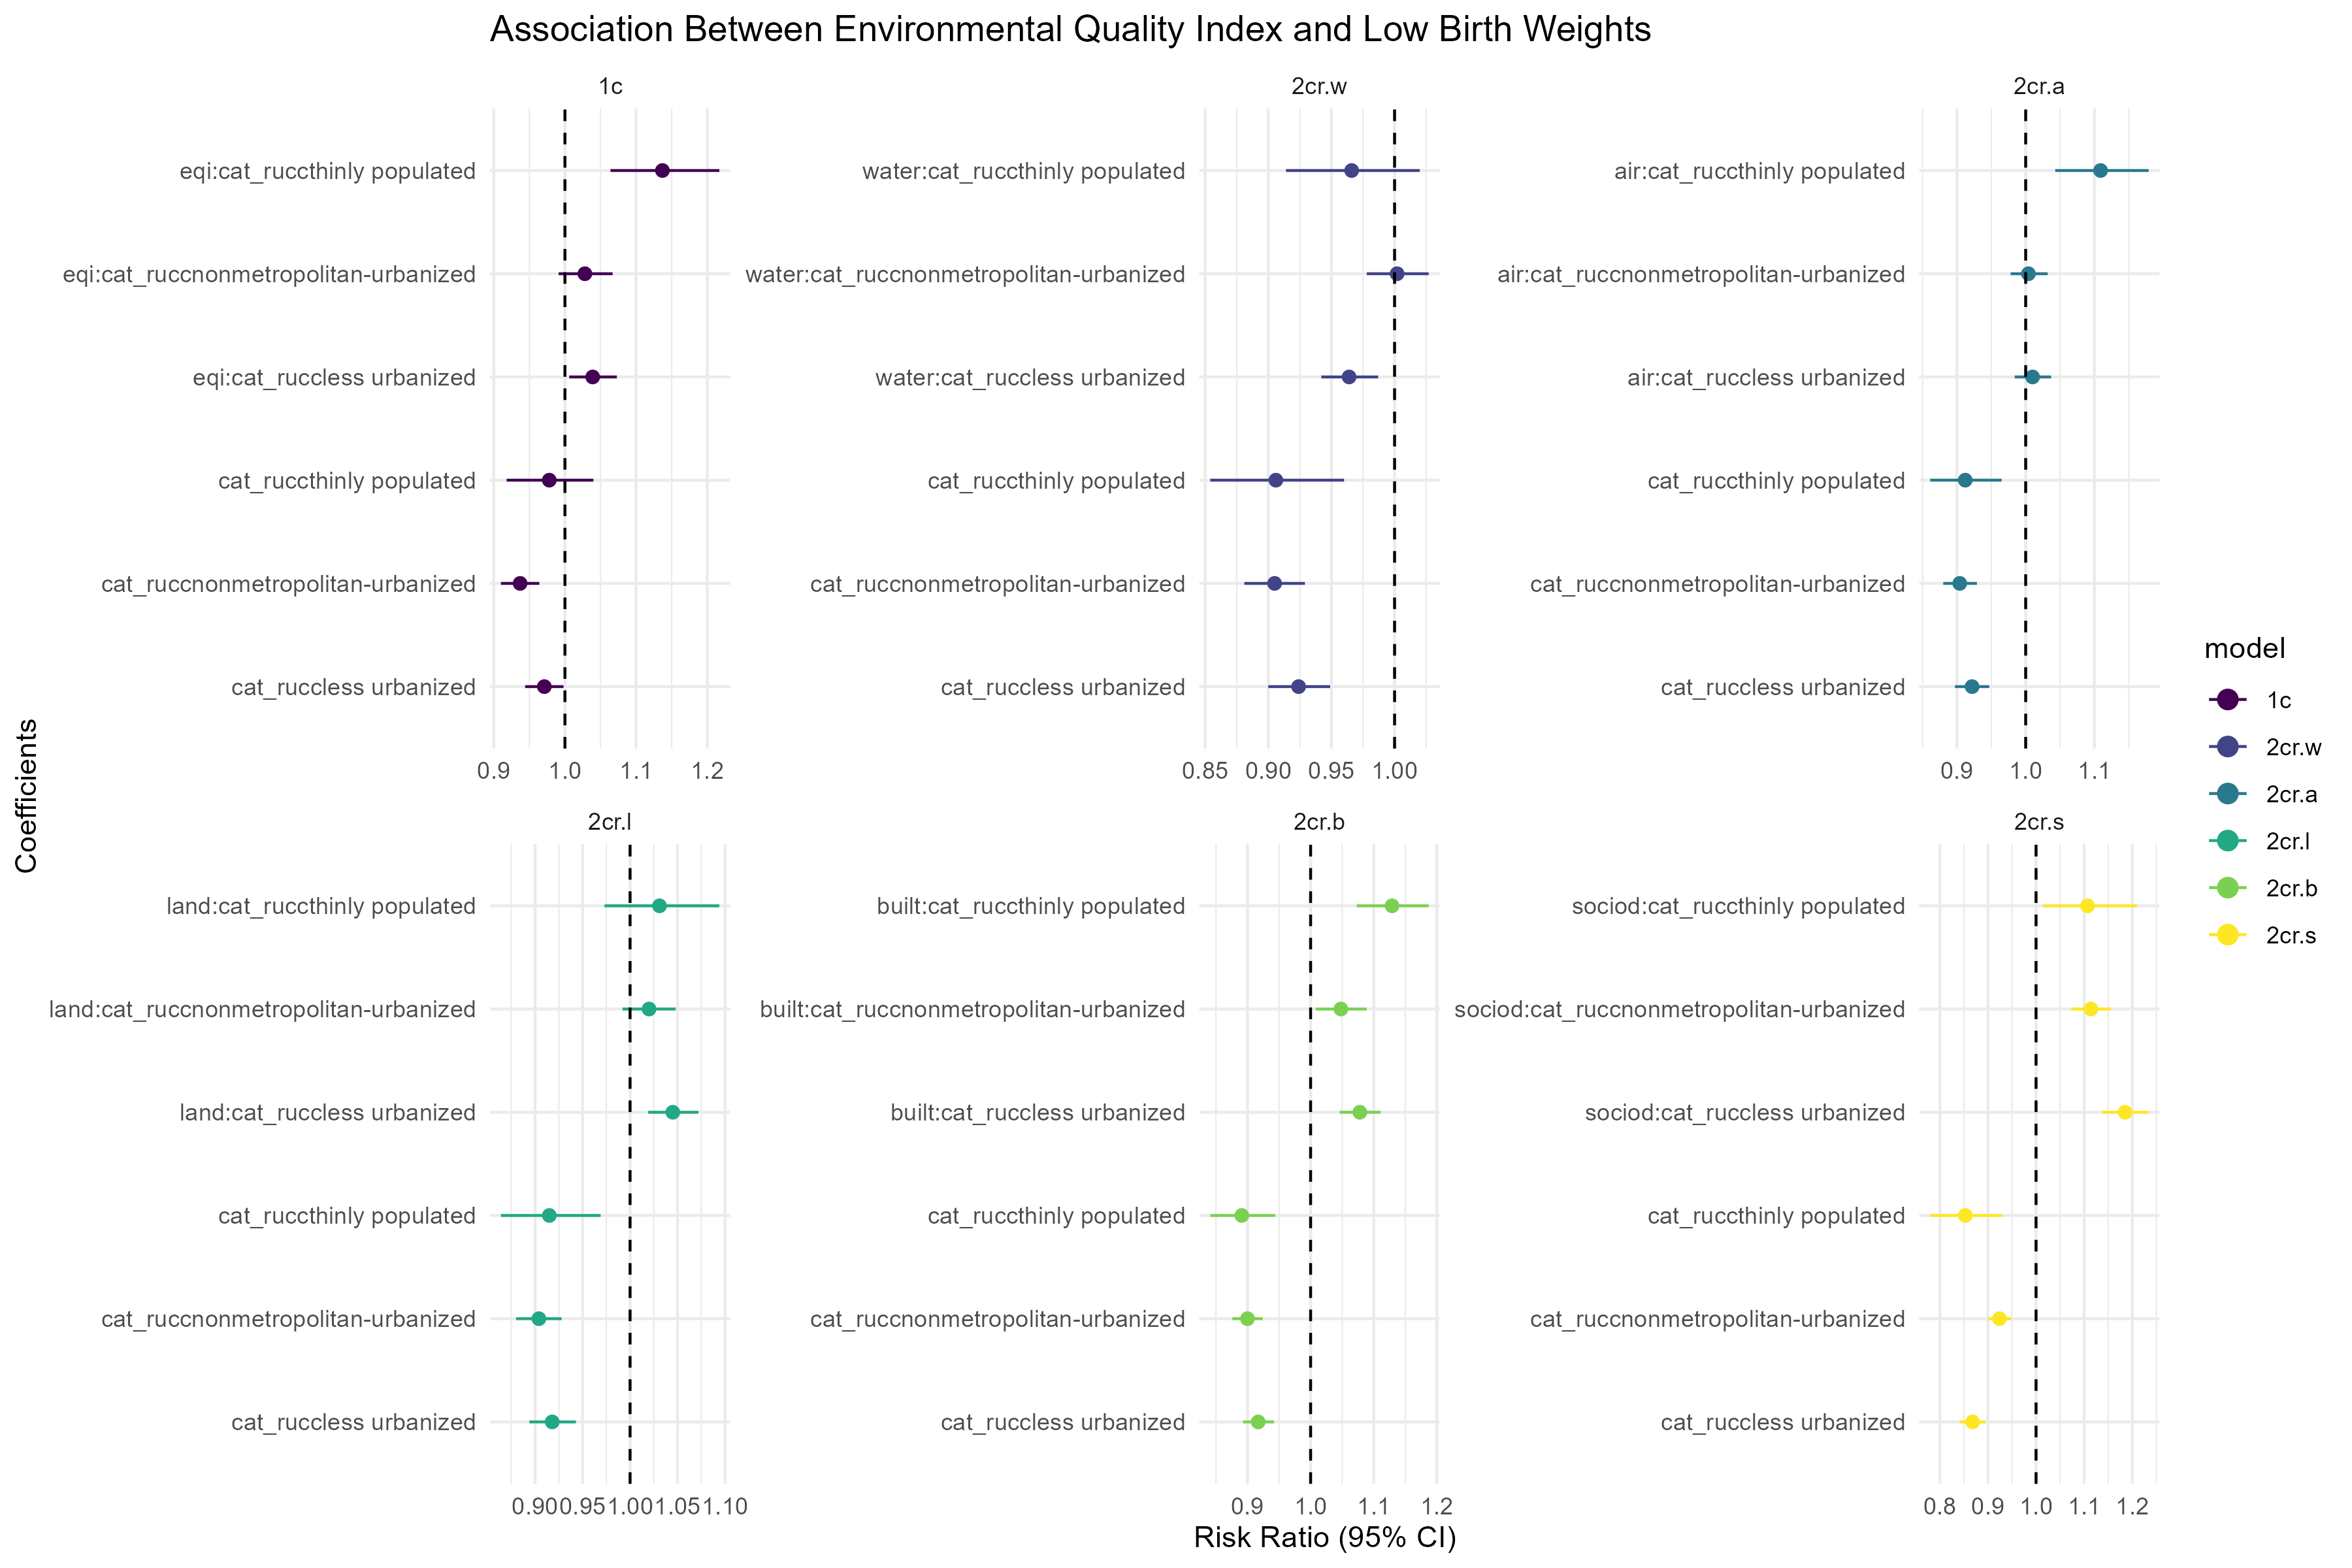 Association Between Environmental Quality Index and Low Birth Weights
1c
eqi:cat_ruccthinly populated
eqi:cat_ruccnonmetropolitan-urbanized
eqi:cat_ruccless urbanized
cat_ruccthinly populated
cat_ruccnonmetropolitan-urbanized
cat_ruccless urbanized
0.9 1.0 1.1 1.2
2cr.w
water:cat_ruccthinly populated
water:cat_ruccnonmetropolitan-urbanized
water:cat_ruccless urbanized
cat_ruccthinly populated
cat_ruccnonmetropolitan-urbanized
cat_ruccless urbanized
0.85 0.90 0.95 1.00
2cr.a
air:cat_ruccthinly populated
air:cat_ruccnonmetropolitan-urbanized
air:cat_ruccless urbanized
cat_ruccthinly populated
cat_ruccnonmetropolitan-urbanized
cat_ruccless urbanized
0.9 1.0 1.1
2cr.l
land:cat_ruccthinly populated
land:cat_ruccnonmetropolitan-urbanized
land:cat_ruccless urbanized
cat_ruccthinly populated
cat_ruccnonmetropolitan-urbanized
cat_ruccless urbanized
0.90 0.95 1.00 1.05 1.10
2cr.b
built:cat_ruccthinly populated
built:cat_ruccnonmetropolitan-urbanized
built:cat_ruccless urbanized
cat_ruccthinly populated
cat_ruccnonmetropolitan-urbanized
cat_ruccless urbanized
0.9 1.0 1.1 1.2
2cr.s
sociod:cat_ruccthinly populated
sociod:cat_ruccnonmetropolitan-urbanized
sociod:cat_ruccless urbanized
cat_ruccthinly populated
cat_ruccnonmetropolitan-urbanized
cat_ruccless urbanized
0.8 0.9 1.0 1.1 1.2
Coefficients
Risk Ratio (95% CI)
model
1c
2cr.w
2cr.a
2cr.l
2cr.b
2cr.s